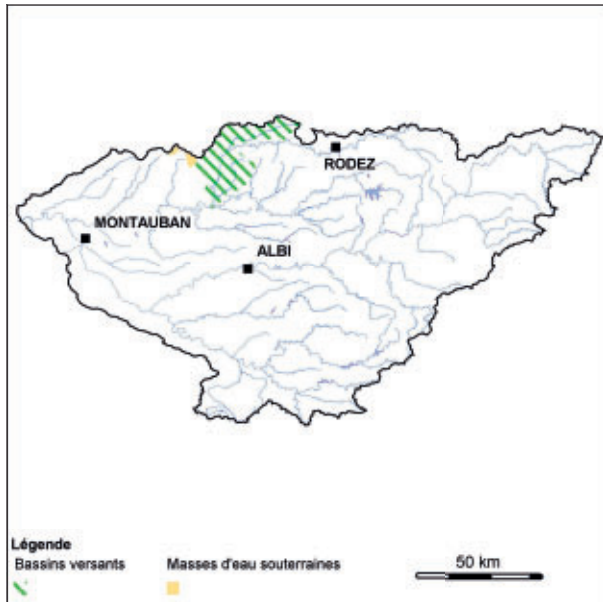 RODEZ
MONTAUBAN
ALBI
Légende
Bassins versants
Masses d'eau souterraines
50 km